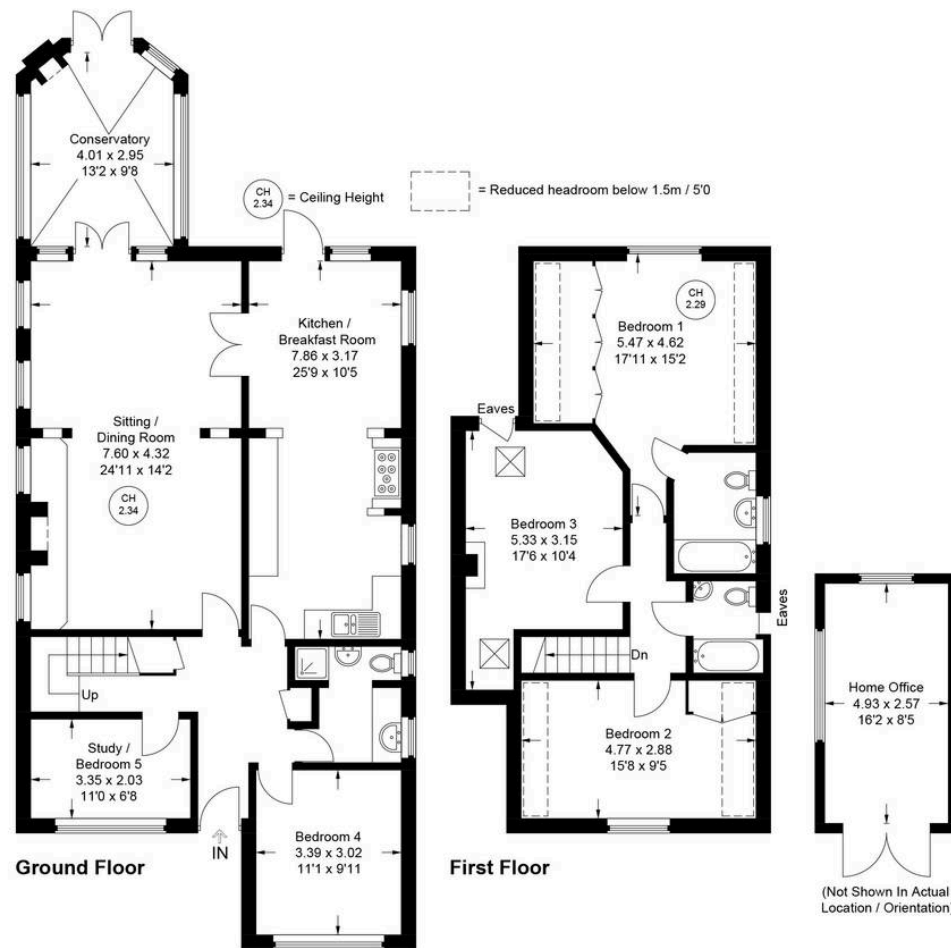 Conservatory
4.01 x 2.95
13'2 x 9'8
CH
2.34
= Ceiling Height
= Reduced headroom below 1.5m / 5'0
Kitchen /
Breakfast Room
7.86 x 3.17
25'9 x 10'5
Sitting /
Dining Room
7.60 x 4.32
24'11 x 14'2
CH
2.34
Up
Study /
Bedroom 5
3.35 x 2.03
11'0 x 6'8
IN
Bedroom 4
3.39 x 3.02
11'1 x 9'11
Ground Floor
CH
2.29
Bedroom 1
5.47 x 4.62
17'11 x 15'2
Eaves
Bedroom 3
5.33 x 3.15
17'6 x 10'4
Eaves
Dn
Bedroom 2
4.77 x 2.88
15'8 x 9'5
First Floor
Home Office
4.93 x 2.57
16'2 x 8'5
(Not Shown In Actual
Location / Orientation)